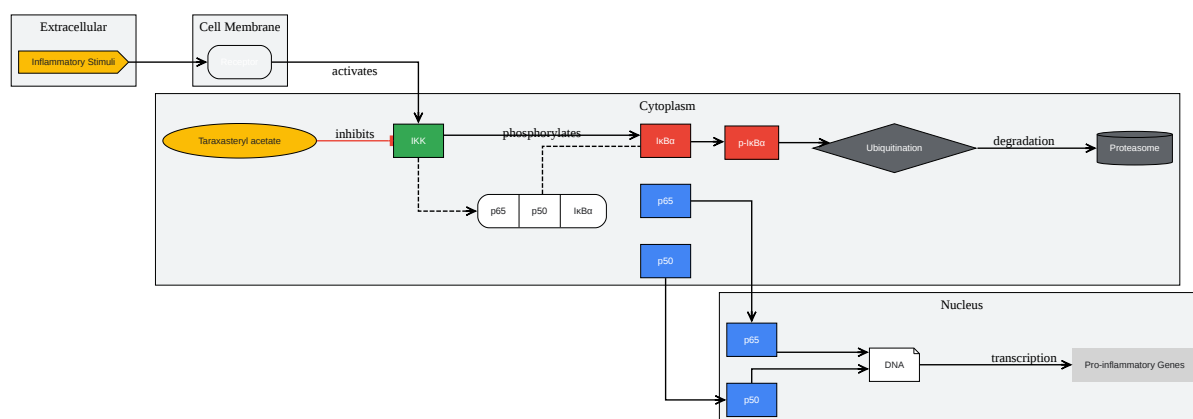 Extracellular
Inflammatory Stimuli
Cell Membrane
Receptor
activates
Cytoplasm
Taraxasteryl acetate
inhibits
IKK
phosphorylates
IκBα
p-IκBα
Ubiquitination
degradation
Proteasome
p65
p50
IκBα
p65
p50
Nucleus
p65
p50
DNA
transcription
Pro-inflammatory Genes